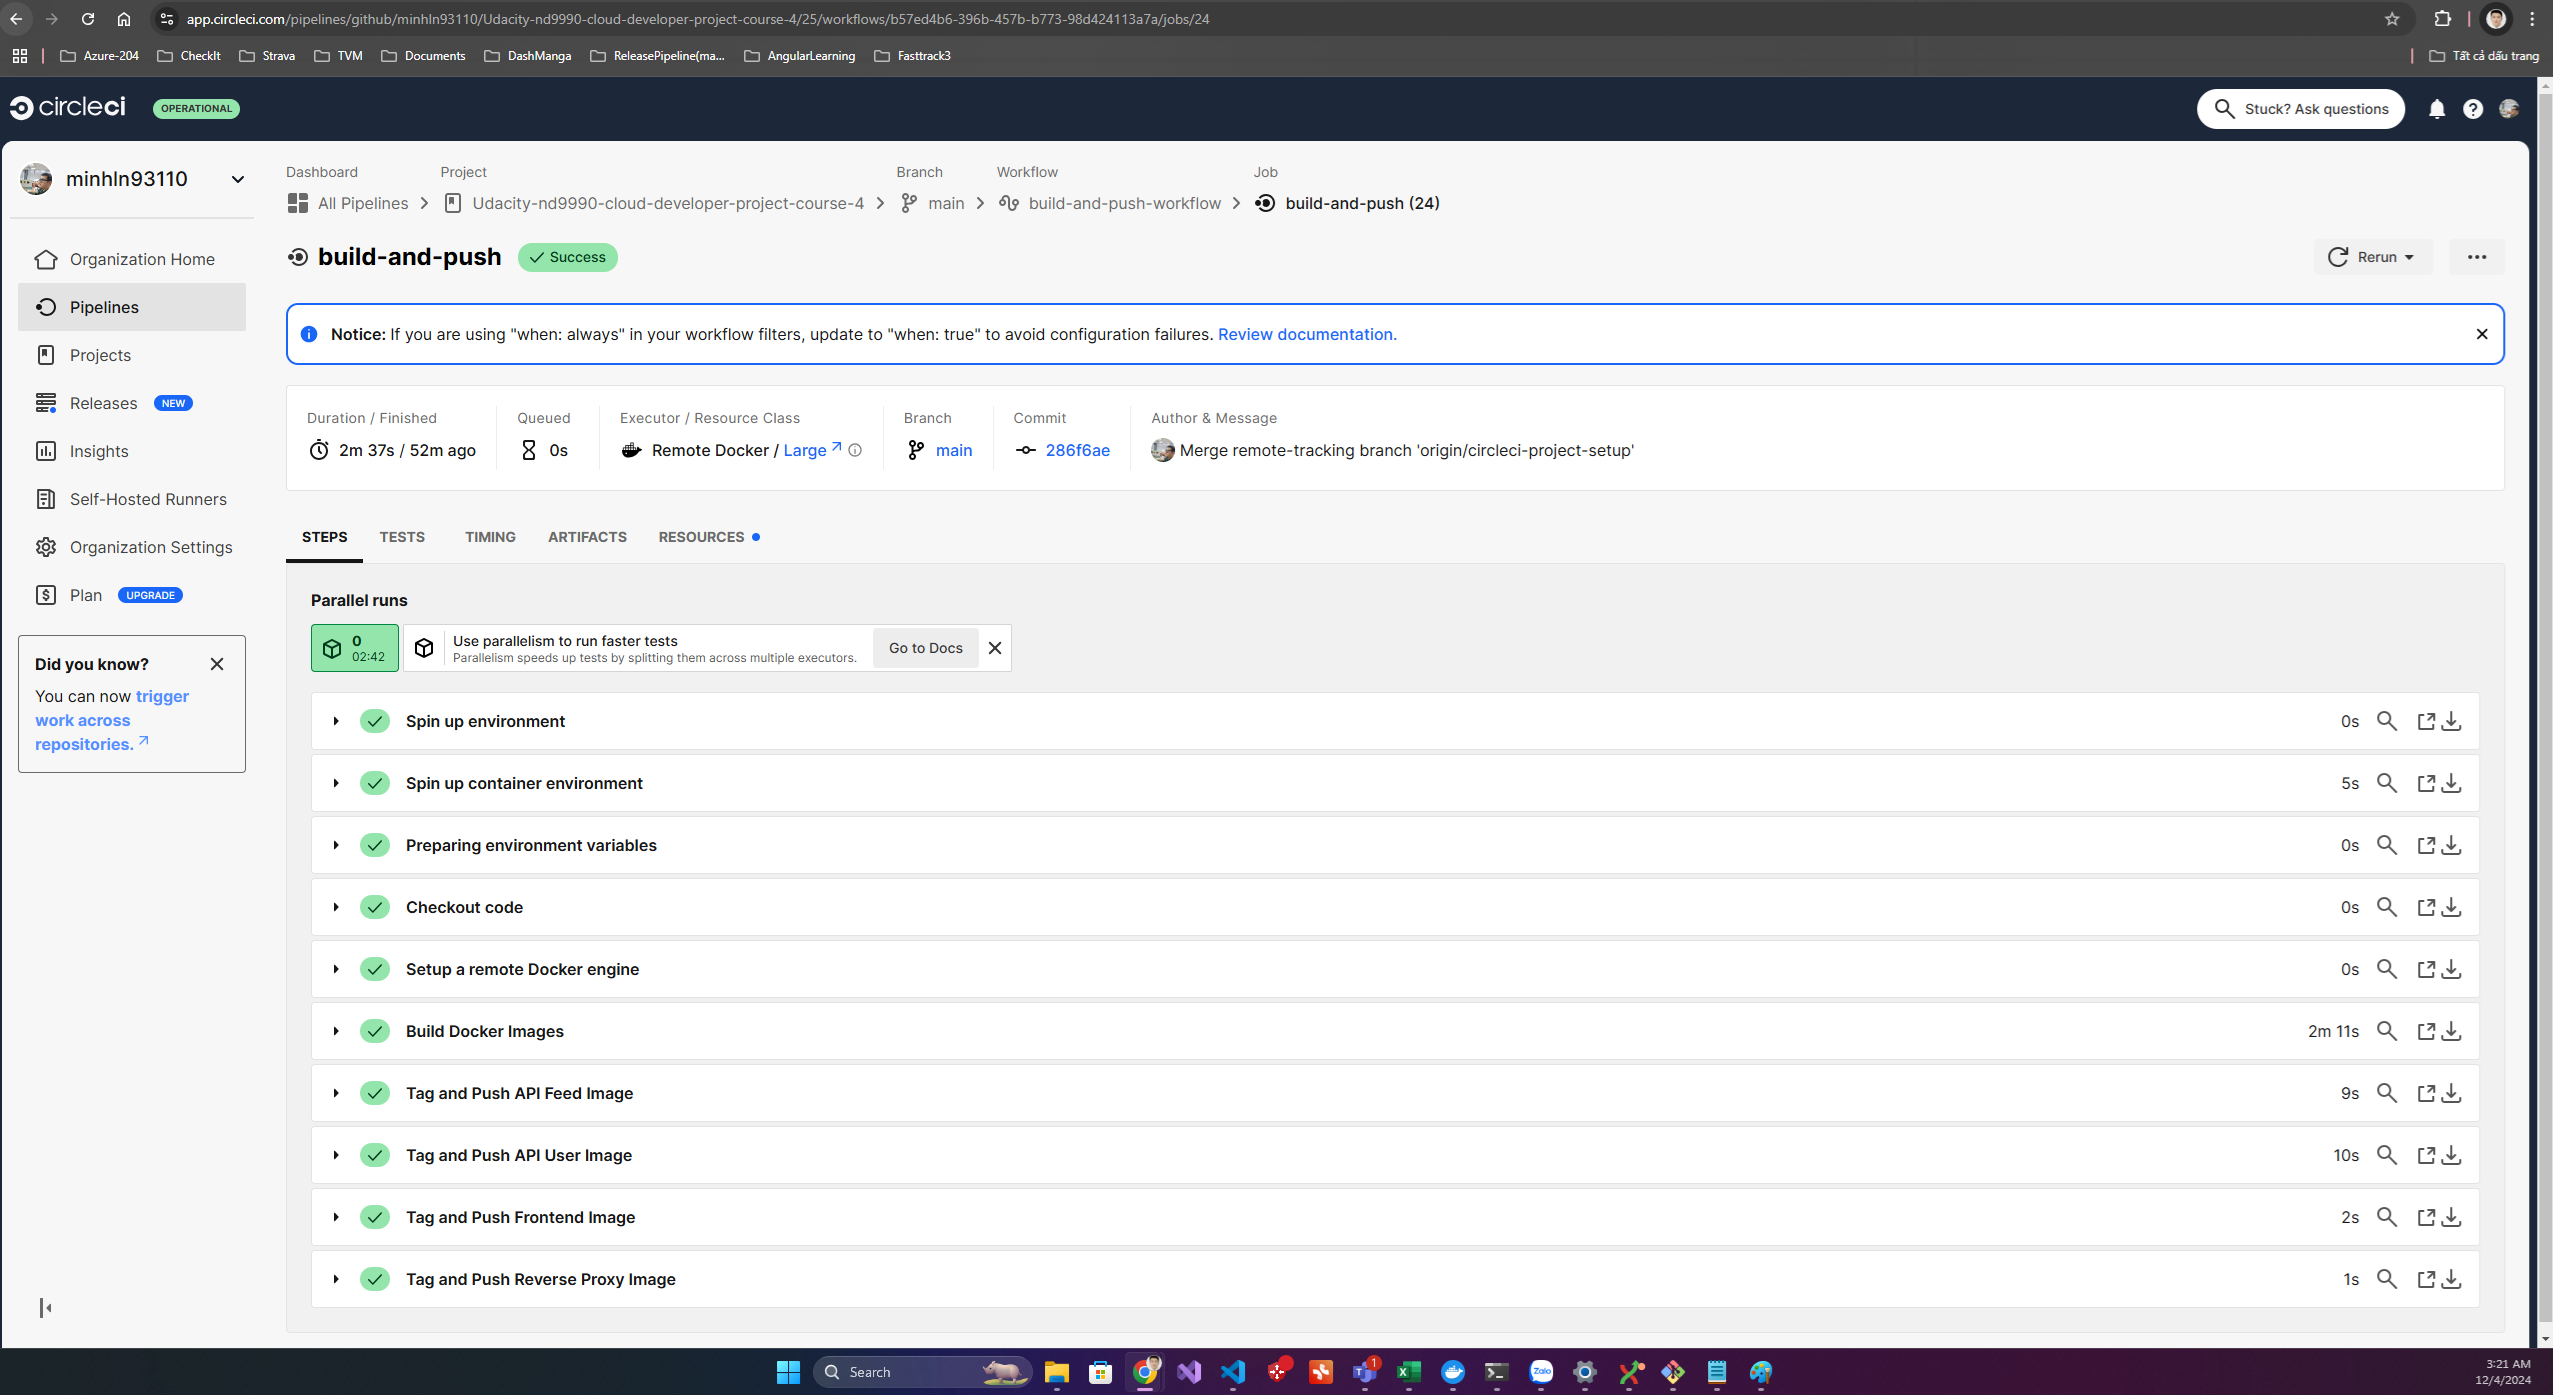 app.circleci.com/pipelines/github/minhln93110/Udacity-nd9990-cloud-developer-project-course-4/25/workflows/b57ed4b6-396b-457b-b773-98d424113a7a/jobs/24
Azure-204 CheckIt Strava TVM Documents DashManga ReleasePipeline(ma... AngularLearning Fasttrack3 Tất cả dấu trang
circleci OPERATIONAL Stuck? Ask questions
minhln93110
Organization Home
Pipelines
Projects
Releases NEW
Insights
Self-Hosted Runners
Organization Settings
Plan UPGRADE
Did you know?
You can now trigger
work across
repositories.
Dashboard Project Branch Workflow Job
All Pipelines Udacity-nd9990-cloud-developer-project-course-4 main build-and-push-workflow build-and-push (24)
build-and-push Success Rerun
Notice: If you are using "when: always" in your workflow filters, update to "when: true" to avoid configuration failures. Review documentation.
Duration / Finished Queued Executor / Resource Class Branch Commit Author & Message
2m 37s / 52m ago 0s Remote Docker / Large main 286f6ae Merge remote-tracking branch 'origin/circleci-project-setup'
STEPS TESTS TIMING ARTIFACTS RESOURCES
Parallel runs
0
02:42
Use parallelism to run faster tests
Parallelism speeds up tests by splitting them across multiple executors.
Go to Docs
Spin up environment 0s
Spin up container environment 5s
Preparing environment variables 0s
Checkout code 0s
Setup a remote Docker engine 0s
Build Docker Images 2m 11s
Tag and Push API Feed Image 9s
Tag and Push API User Image 10s
Tag and Push Frontend Image 2s
Tag and Push Reverse Proxy Image 1s
Search
1
Zalo
3:21 AM
12/4/2024